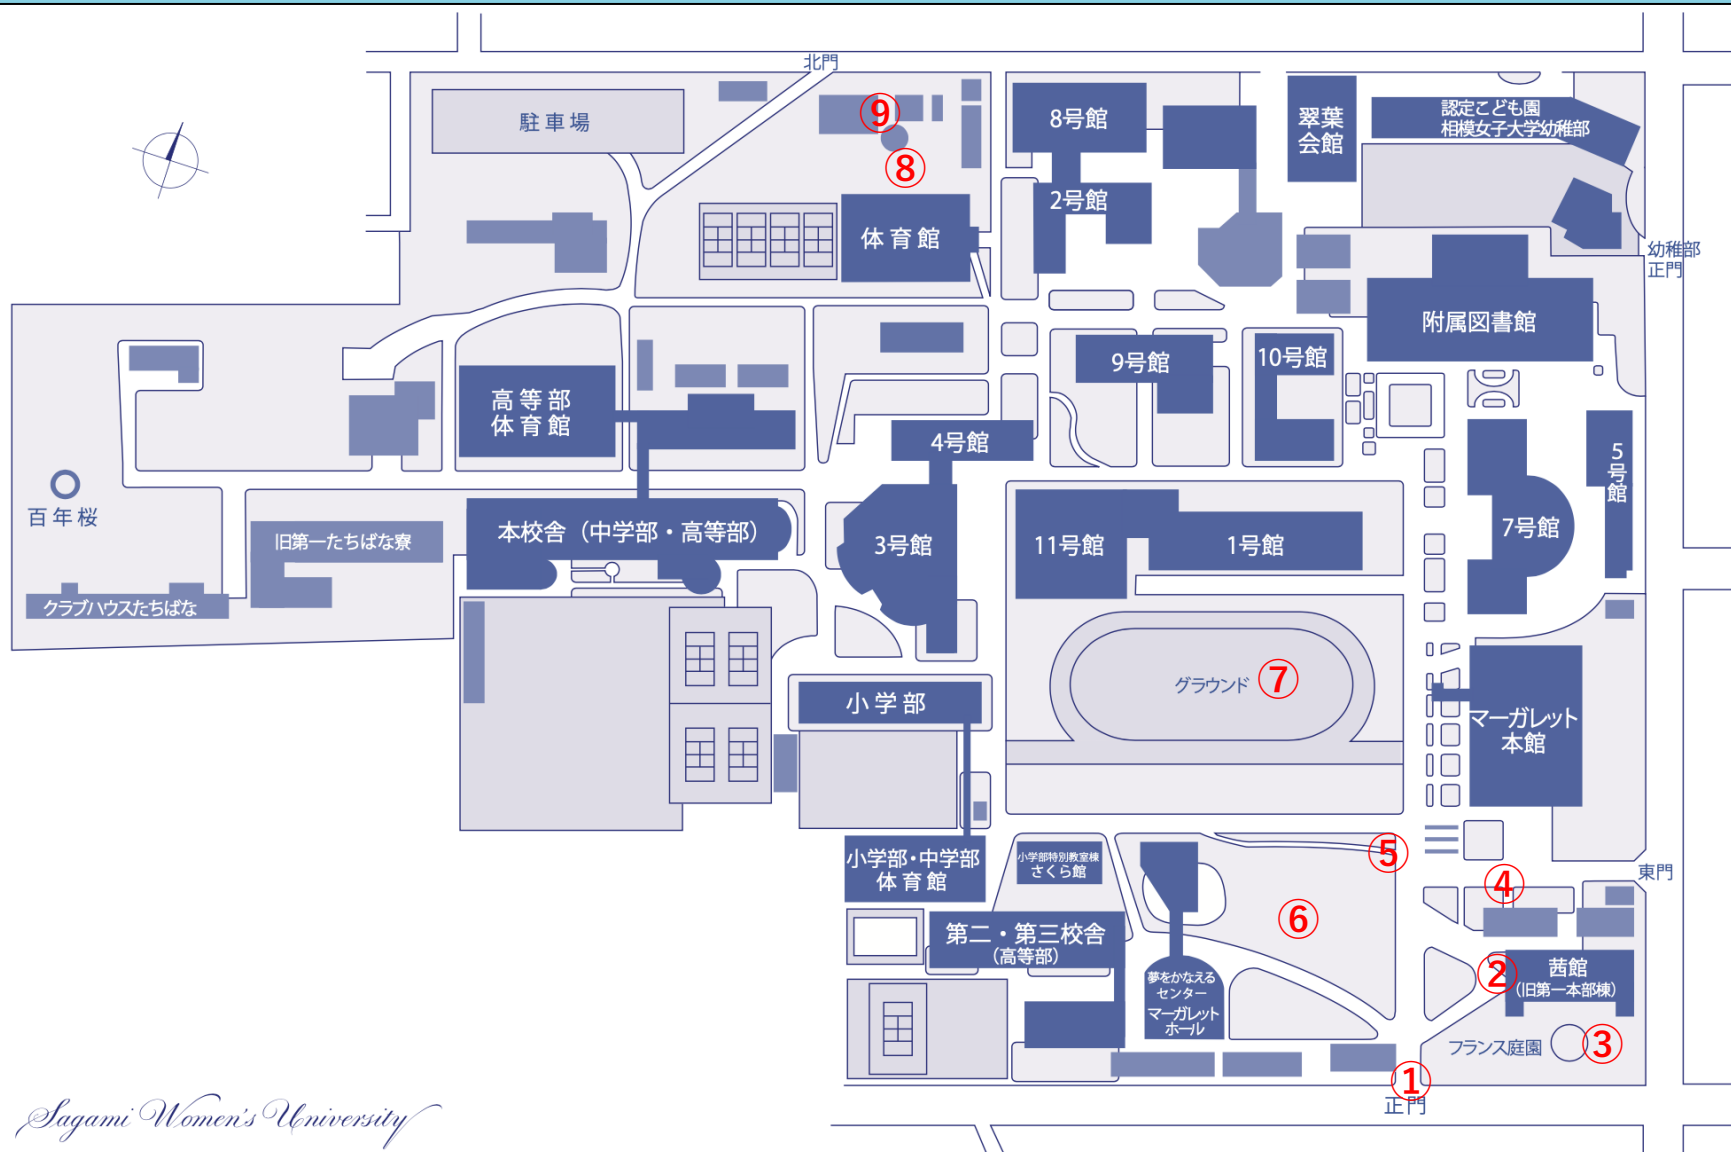 北門
駐車場
⑨
⑧
8号館
2号館
翠葉
会館
認定こども園
相模女子大学幼稚部
体育館
幼稚部
正門
附属図書館
9号館
10号館
高等部
体育館
4号館
5号館
百年桜
旧第一たちばな寮
本校舎（中学部・高等部）
3号館
11号館
1号館
7号館
クラブハウスたちばな
小学部
グラウンド
⑦
マーガレット
本館
小学部・中学部
体育館
小学部特別教室棟
さくら館
⑤
④
東門
⑥
第二・第三校舎
（高等部）
夢をかなえる
センター
マーガレット
ホール
②
茜館
（旧第一本部棟）
フランス庭園
③
①
正門
Sagami Women's University